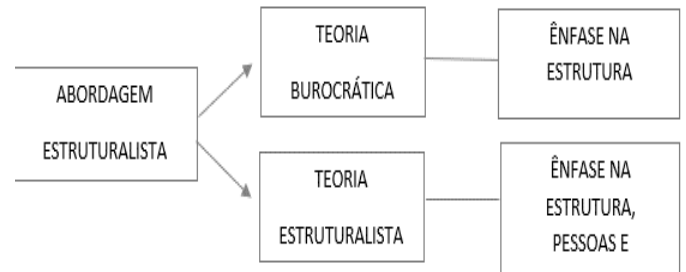 ABORDAGEM
ESTRUTURALISTA
TEORIA
BUROCRÁTICA
ÊNFASE NA
ESTRUTURA
TEORIA
ESTRUTURALISTA
ÊNFASE NA
ESTRUTURA,
PESSOAS E